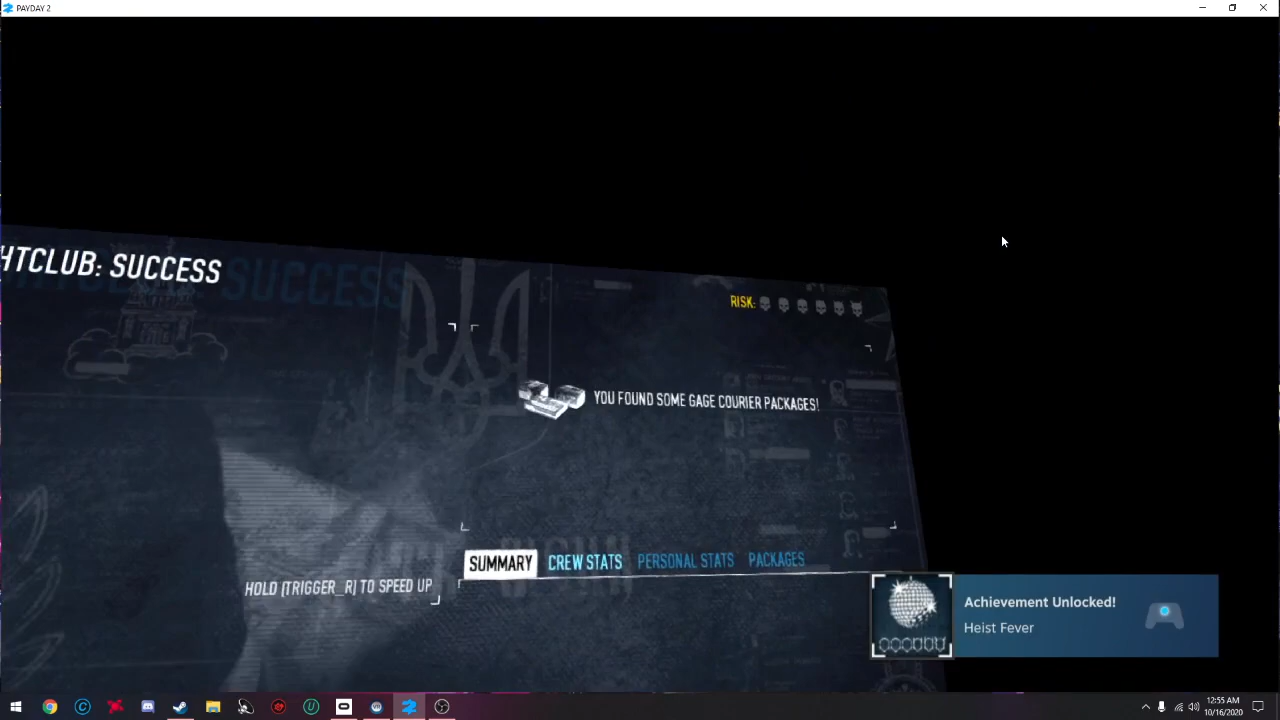 PAYDAY 2
HTCLUB: SUCCESS
SUCCESS
RISK:
YOU FOUND SOME GAGE COURIER PACKAGES!
SUMMARY CREW STATS PERSONAL STATS PACKAGES
HOLD [TRIGGER_R] TO SPEED UP
Achievement Unlocked!
Heist Fever
12:55 AM
10/16/2020